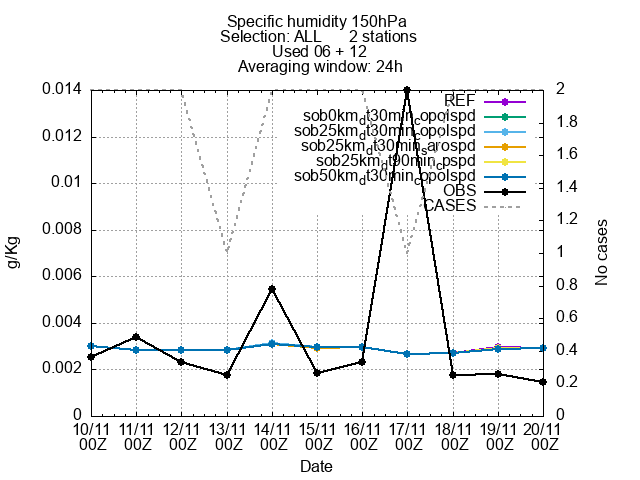 Specific humidity 150hPa
Selection: ALL 2 stations
Used 06 + 12
Averaging window: 24h
0.014
0.012
0.01
0.008
0.006
0.004
0.002
0
g/Kg
2
1.8
1.6
1.4
1.2
1
0.8
0.6
0.4
0.2
0
No cases
REF
sob0km_dt30min_copolspd
sob25km_dt30min_copolspd
sob25km_dt30min_sarospd
sob25km_dt90min_cpspd
sob50km_dt30min_copolspd
OBS
CASES
10/11 11/11 12/11 13/11 14/11 15/11 16/11 17/11 18/11 19/11 20/11
00Z 00Z 00Z 00Z 00Z 00Z 00Z 00Z 00Z 00Z 00Z
Date